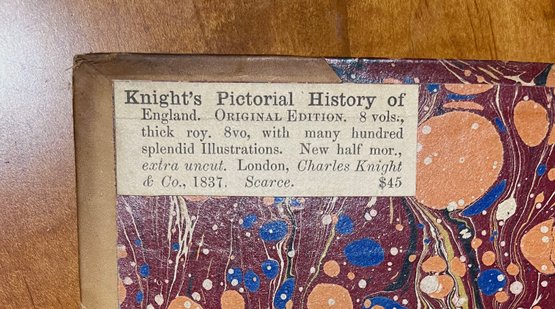 Knight's Pictorial History of
England. ORIGINAL EDITION. 8 vols.,
thick roy. 8vo, with many hundred
splendid Illustrations. New half mor.,
extra uncut. London, Charles Knight
& Co., 1837. Scarce. $45